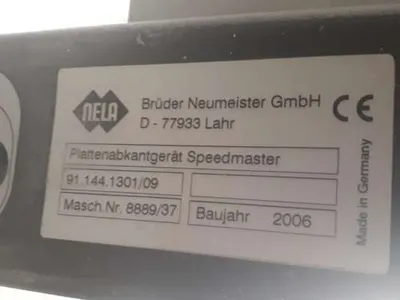 NELA
Brüder Neumeister GmbH
D - 77933 Lahr
CE
Plattenabkantgerät Speedmaster
91.144.1301/09
Masch.Nr. 8889/37
Baujahr 2006
Made in Germany